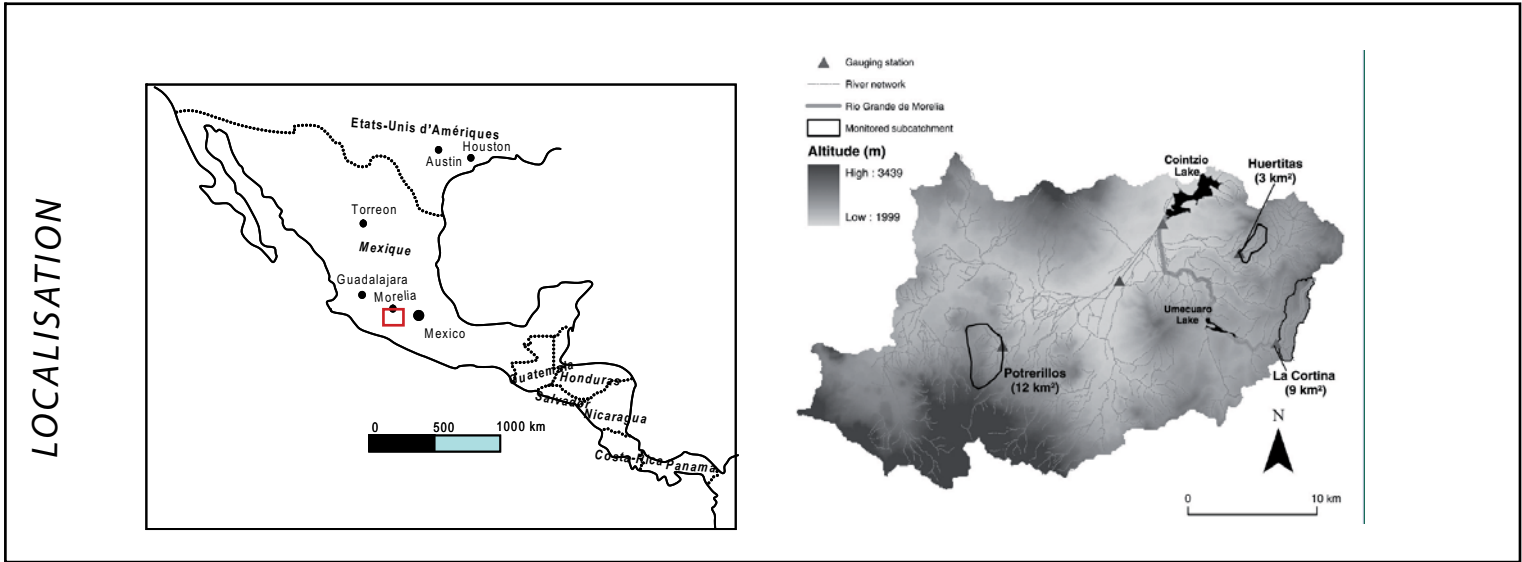 LOCALISATION
Etats-Unis d'Amériques
Houston
Austin
Torreon
Mexique
Guadalajara
Morelia
Mexico
Guatemala
Honduras
Salvador
Nicaragua
Costa-Rica
Panama
0 500 1000 km
Gauging station
River network
Rio Grande de Morelia
Monitored subcatchment
Altitude (m)
High : 3439
Low : 1999
Cointzio
Lake
Huertitas
(3 km²)
Umecuaro
Lake
Potrerillos
(12 km²)
La Cortina
(9 km²)
N
0 10 km